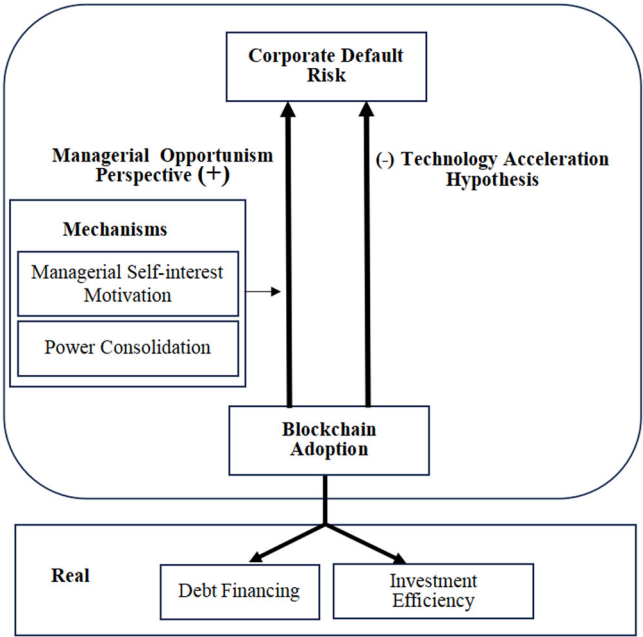 Corporate Default
Risk
Managerial Opportunism
Perspective (+)
(-) Technology Acceleration
Hypothesis
Mechanisms
Managerial Self-interest
Motivation
Power Consolidation
Blockchain
Adoption
Real
Debt Financing
Investment
Efficiency